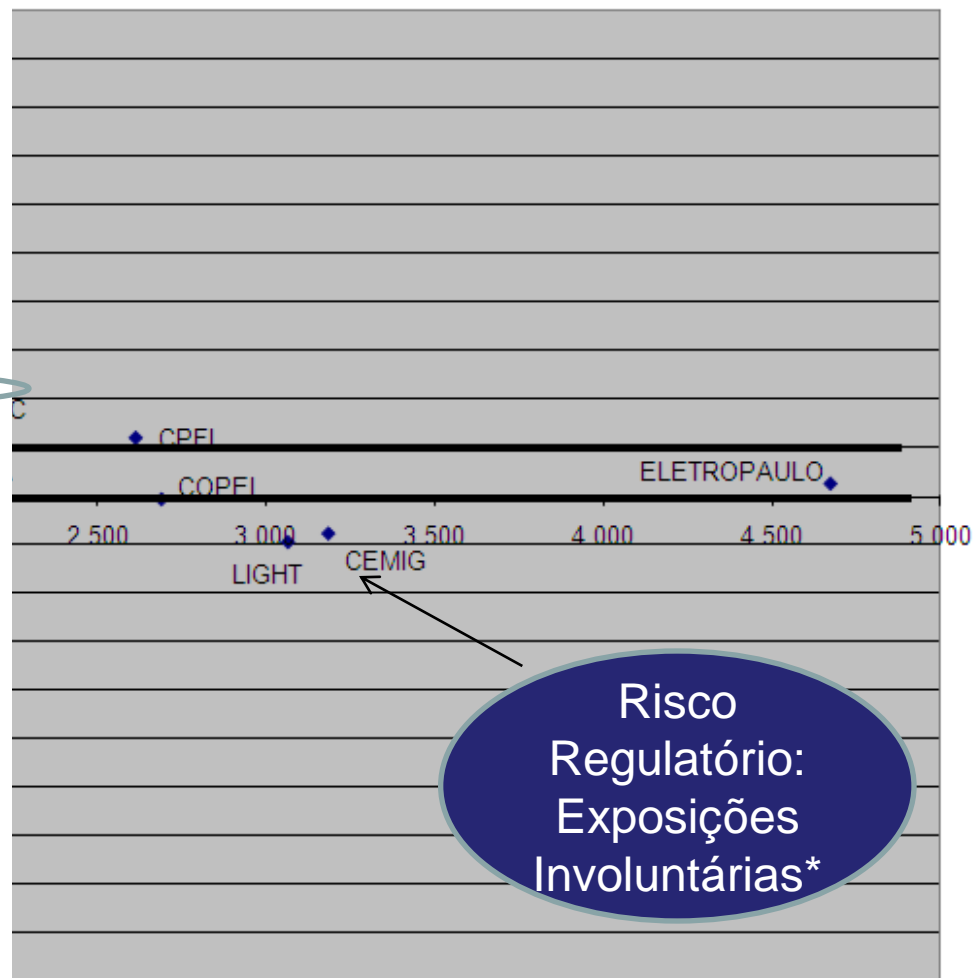 C
CPFL
COPEL
ELETROPAULO
2.500 3.000 3.500 4.000 4.500 5.000
LIGHT
CEMIG
Risco
Regulatório:
Exposições
Involuntárias*